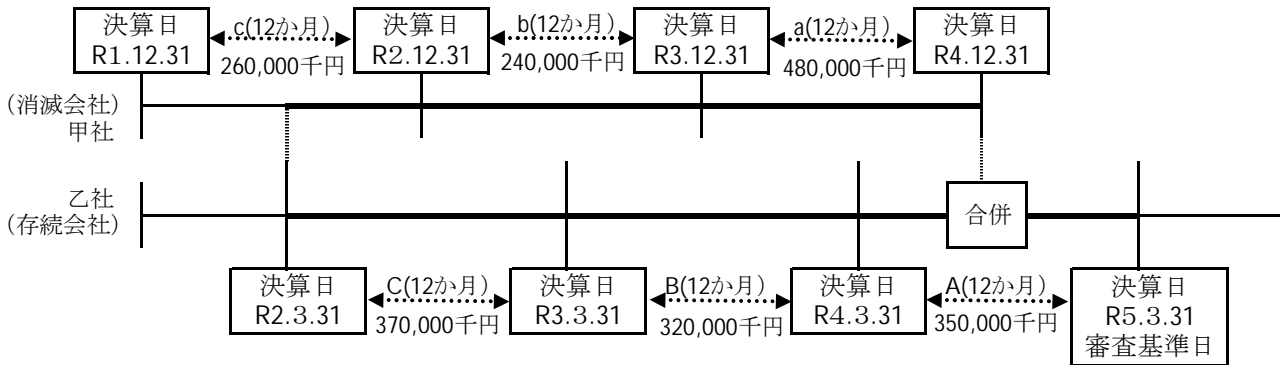 決算日
R1.12.31
c(12か月)
260,000千円
決算日
R2.12.31
b(12か月)
240,000千円
決算日
R3.12.31
a(12か月)
480,000千円
決算日
R4.12.31
(消滅会社)
甲社
乙社
(存続会社)
合併
決算日
R2.3.31
C(12か月)
370,000千円
決算日
R3.3.31
B(12か月)
320,000千円
決算日
R4.3.31
A(12か月)
350,000千円
決算日
R5.3.31
審査基準日